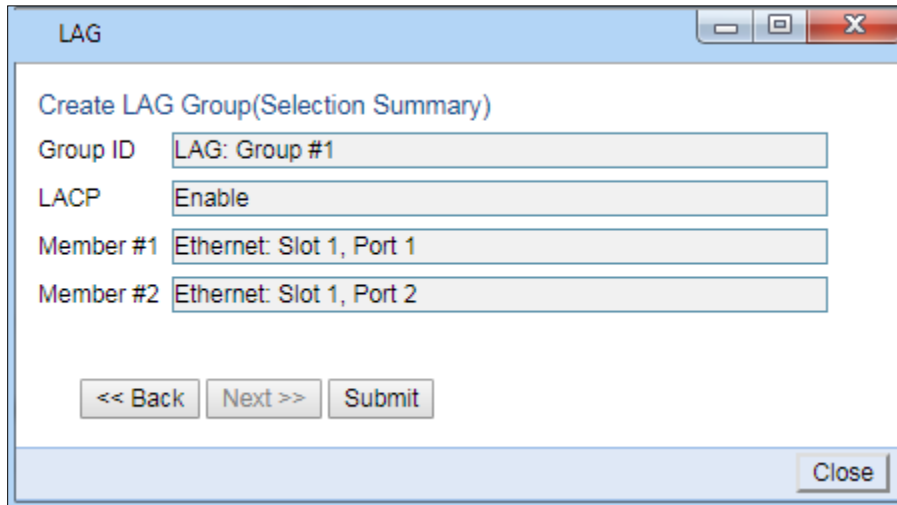 LAG
Create LAG Group(Selection Summary)
Group ID LAG: Group #1
LACP Enable
Member #1 Ethernet: Slot 1, Port 1
Member #2 Ethernet: Slot 1, Port 2
<< Back Next >> Submit
Close